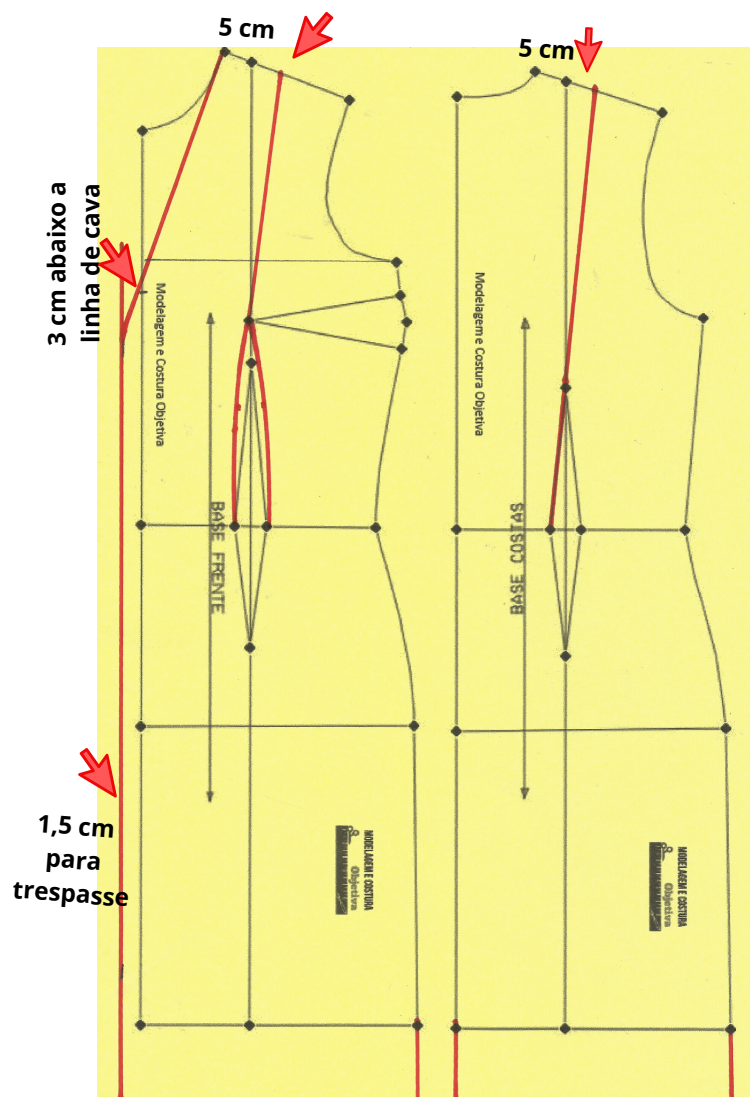 5 cm
5 cm
3 cm abaixo a
linha de cava
Modelagem e Costura Objetiva
Modelagem e Costura Objetiva
BASE FRENTE
BASE COSTAS
1,5 cm
para
trespasse
MODELAGEM E COSTURA
Objetiva
MODELAGEM E COSTURA
Objetiva